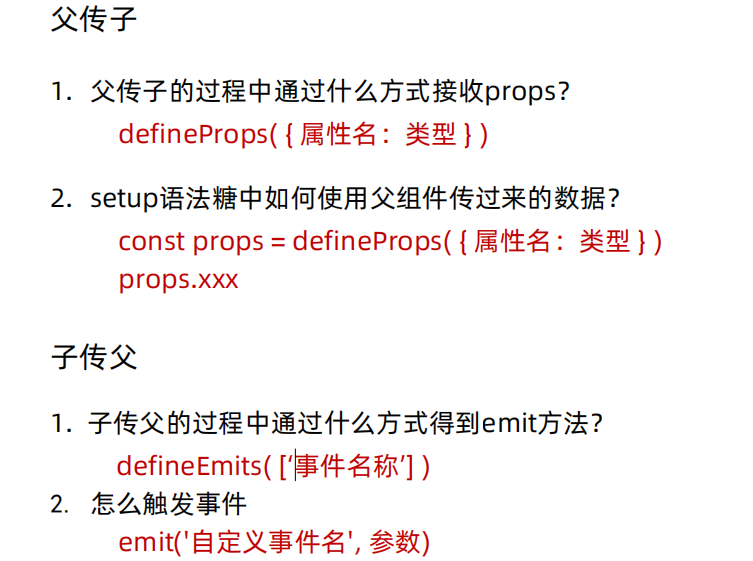 父传子
1. 父传子的过程中通过什么方式接收props？
defineProps( { 属性名：类型 } )
2. setup语法糖中如何使用父组件传过来的数据？
const props = defineProps( { 属性名：类型 } )
props.xxx
子传父
1. 子传父的过程中通过什么方式得到emit方法？
defineEmits( [‘事件名称’] )
2. 怎么触发事件
emit('自定义事件名', 参数)